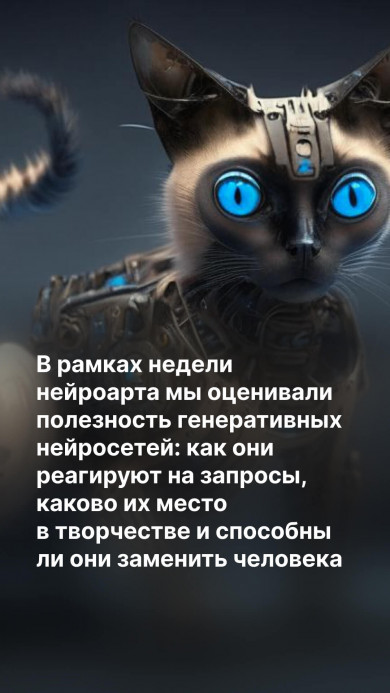 В рамках недели
нейроарта мы оценивали
полезность генеративных
нейросетей: как они
реагируют на запросы,
каково их место
в творчестве и способны
ли они заменить человека